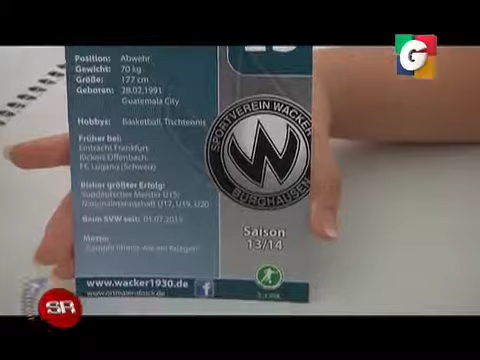 G
Position: Abwehr
Gewicht: 70 kg
Größe: 177 cm
Geboren: 28.02.1991
Guatemala City
Hobbys: Basketball, Tischtennis
Früher bei:
Eintracht Frankfurt,
Kickers Offenbach,
FC Lugano (Schweiz)
Bisher größter Erfolg:
Süddeutscher Meister U15
Nationalmannschaft U17, U19, U20
Beim SVW seit: 01.07.2013
Motto:
SPORTVEREIN WACKER
W
BURGHAUSEN
Saison
13/14
www.wacker1930.de f
SR